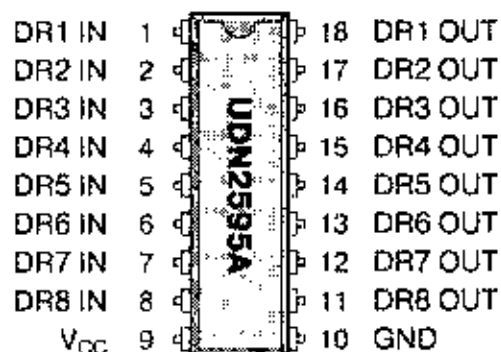 DR1 IN 1 18 DR1 OUT
DR2 IN 2 17 DR2 OUT
DR3 IN 3 16 DR3 OUT
DR4 IN 4 15 DR4 OUT
DR5 IN 5 14 DR5 OUT
DR6 IN 6 13 DR6 OUT
DR7 IN 7 12 DR7 OUT
DR8 IN 8 11 DR8 OUT
VCC 9 10 GND
UDN2595A